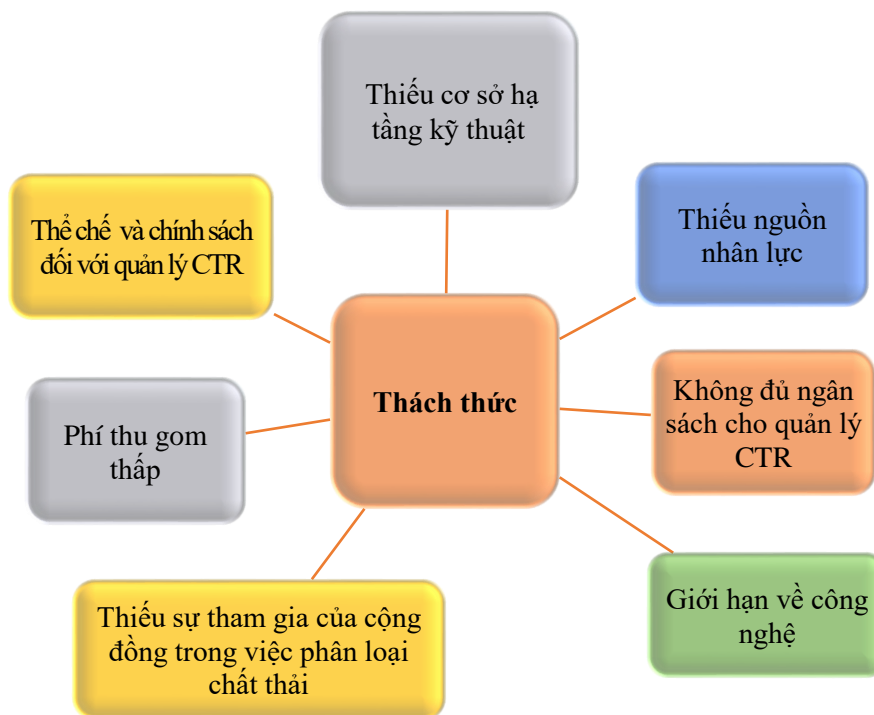 Thiếu cơ sở hạ
tầng kỹ thuật
Thể chế và chính sách
đối với quản lý CTR
Thiếu nguồn
nhân lực
Thách thức
Không đủ ngân
sách cho quản lý
CTR
Phí thu gom
thấp
Giới hạn về công
nghệ
Thiếu sự tham gia của cộng
đồng trong việc phân loại
chất thải